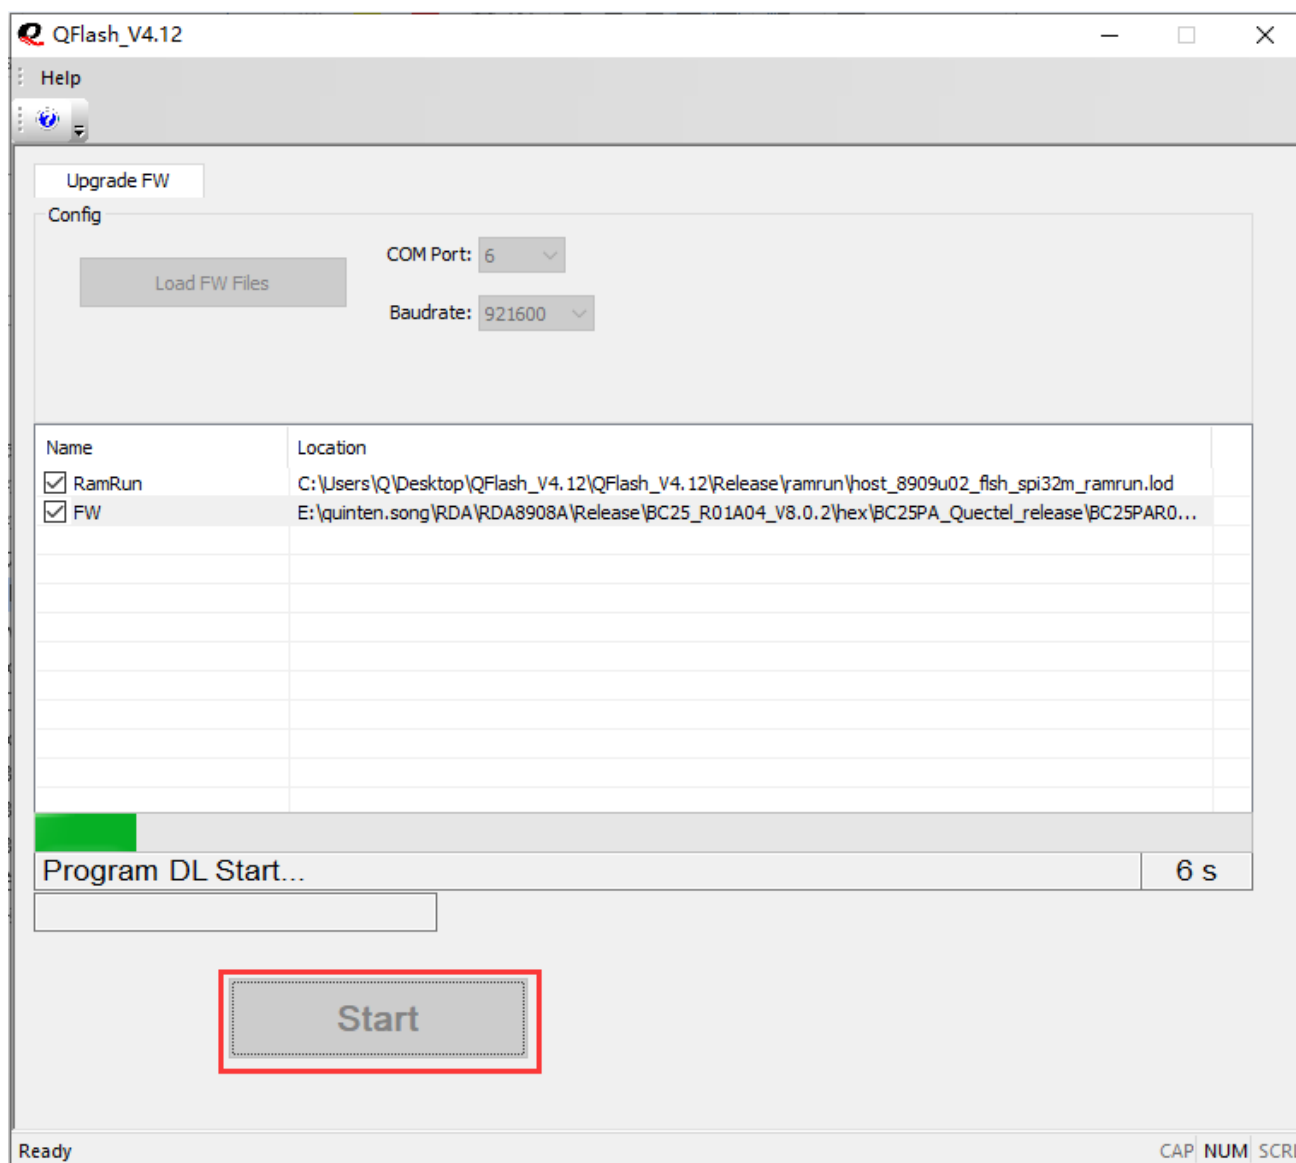 QFlash_V4.12
Help
Upgrade FW
Config
Load FW Files
COM Port: 6
Baudrate: 921600
Name Location
RamRun C:\Users\Q\Desktop\QFlash_V4.12\QFlash_V4.12\Release\ramrun\host_8909u02_flsh_spi32m_ramrun.lod
FW E:\quinten.song\RDA\RDA8908A\Release\BC25_R01A04_V8.0.2\hex\BC25PA_Quectel_release\BC25PAR0...
Program DL Start... 6 s
Start
Ready CAP NUM SCRL